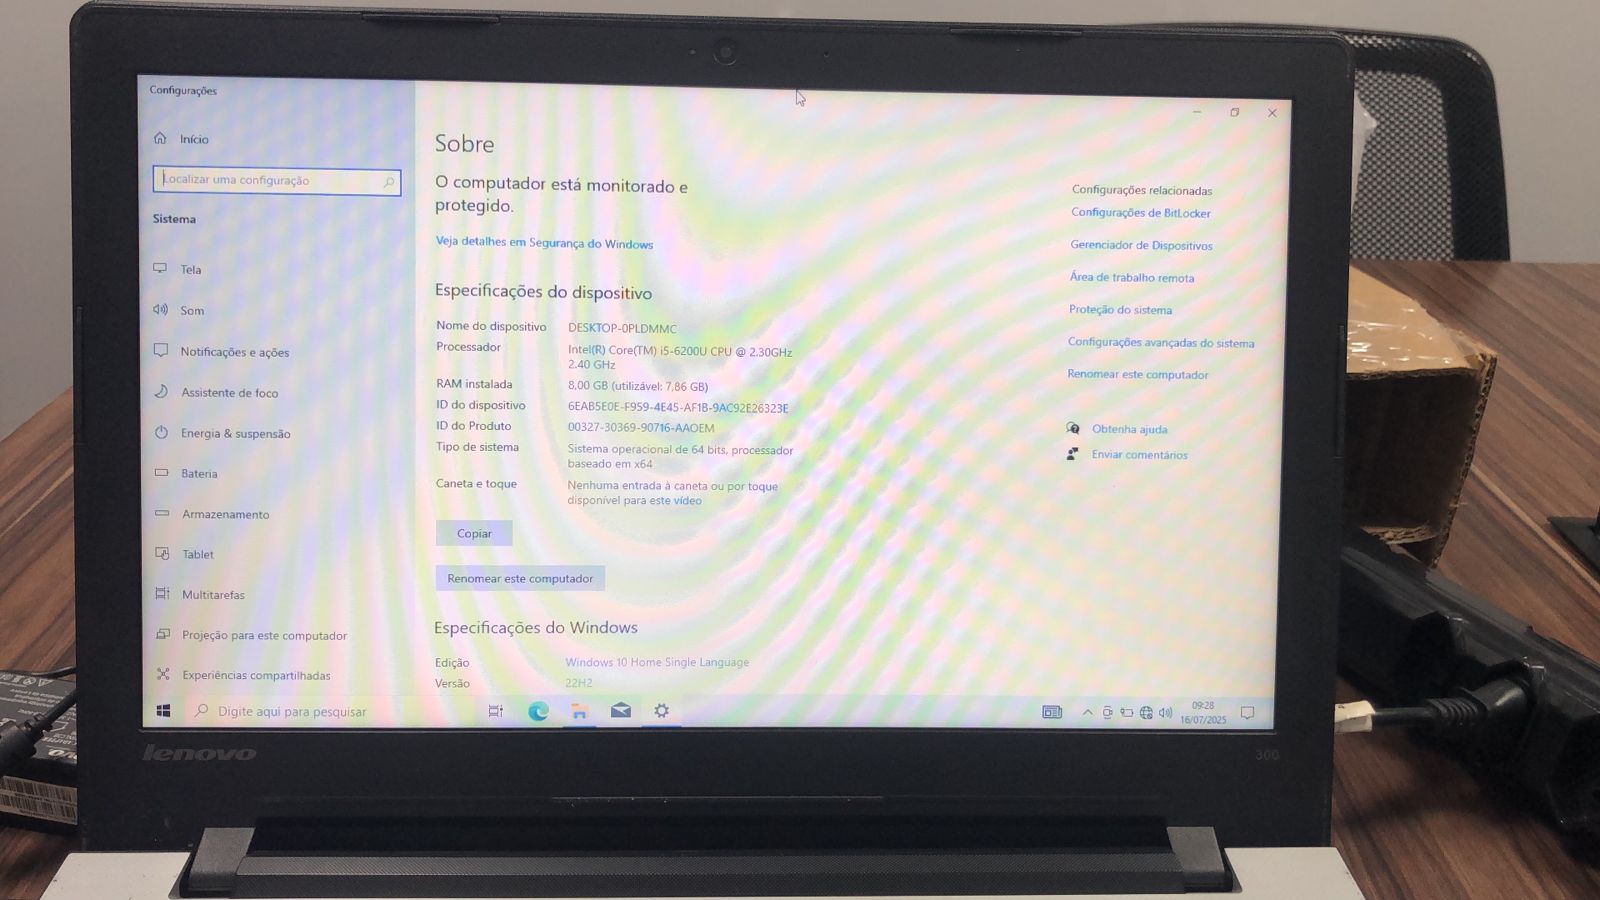 Configurações
Início
Localizar uma configuração
Sistema
Tela
Som
Notificações e ações
Assistente de foco
Energia & suspensão
Bateria
Armazenamento
Tablet
Multitarefas
Projeção para este computador
Experiências compartilhadas
Sobre
O computador está monitorado e
protegido.
Veja detalhes em Segurança do Windows
Especificações do dispositivo
Nome do dispositivo DESKTOP-0PLDMMC
Processador Intel(R) Core(TM) i5-6200U CPU @ 2.30GHz
2.40 GHz
RAM instalada 8,00 GB (utilizável: 7,86 GB)
ID do dispositivo 6EAB5E0E-F959-4E45-AF1B-9AC92E26323E
ID do Produto 00327-30369-90716-AAOEM
Tipo de sistema Sistema operacional de 64 bits, processador
baseado em x64
Caneta e toque Nenhuma entrada à caneta ou por toque
disponível para este vídeo
Copiar
Renomear este computador
Especificações do Windows
Edição Windows 10 Home Single Language
Versão 22H2
Configurações relacionadas
Configurações de BitLocker
Gerenciador de Dispositivos
Área de trabalho remota
Proteção do sistema
Configurações avançadas do sistema
Renomear este computador
Obtenha ajuda
Enviar comentários
Digite aqui para pesquisar
09:28
16/07/2025
lenovo
300